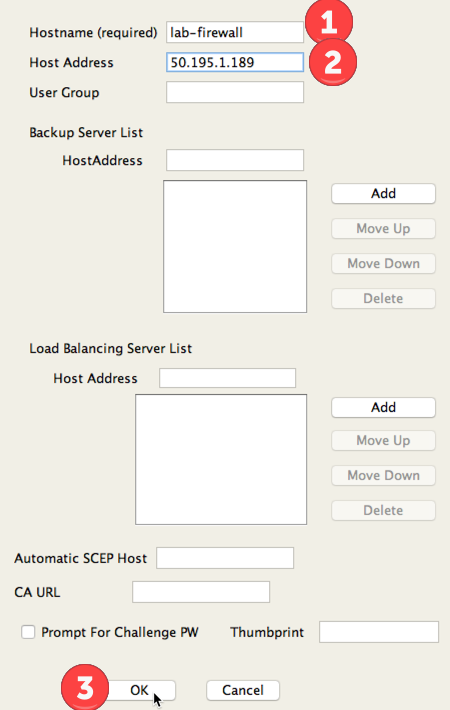 Hostname (required) lab-firewall 1
Host Address 50.195.1.189 2
User Group
Backup Server List
HostAddress
Add
Move Up
Move Down
Delete
Load Balancing Server List
Host Address
Add
Move Up
Move Down
Delete
Automatic SCEP Host
CA URL
Prompt For Challenge PW Thumbprint
3 OK Cancel